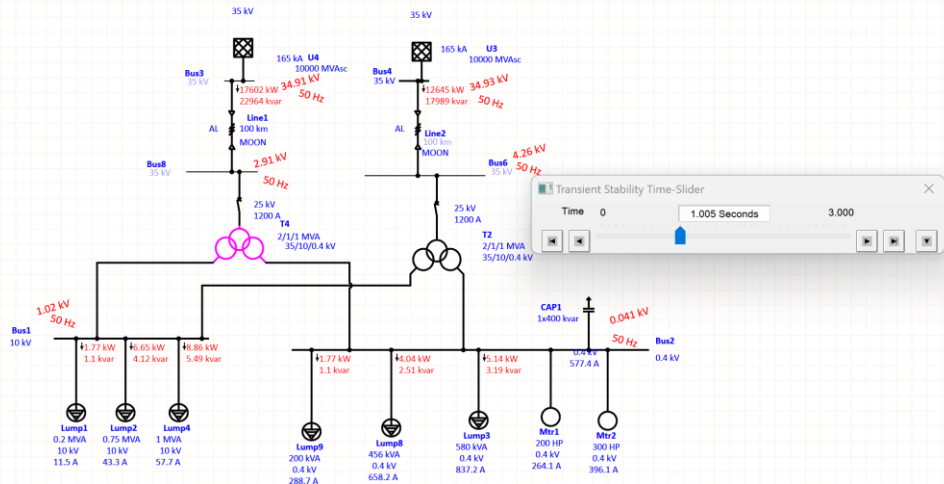 35 kV
35 kV
165 kA U4
10000 MVAsc
165 kA U3
10000 MVAsc
Bus3
35 kV
34.91 kV
50 Hz
17602 kW
22964 kvar
Bus4
35 kV
34.93 kV
50 Hz
12645 kW
17989 kvar
Line1
AL 100 km
MOON
Line2
AL 100 km
MOON
Bus8
35 kV
2.91 kV
50 Hz
Bus6
35 kV
4.26 kV
50 Hz
25 kV
1200 A
T4
2/1/1 MVA
35/10/0.4 kV
25 kV
1200 A
T2
2/1/1 MVA
35/10/0.4 kV
Transient Stability Time-Slider
Time 0 1.005 Seconds 3.000
1.02 kV
50 Hz
Bus1
10 kV
1.77 kW
1.1 kvar
6.65 kW
4.12 kvar
8.86 kW
5.49 kvar
CAP1
1x400 kvar
0.041 kV
50 Hz
Bus2
0.4 kV
1.77 kW
1.1 kvar
4.04 kW
2.51 kvar
5.14 kW
3.19 kvar
0.4 kV
577.4 A
Lump1
0.2 MVA
10 kV
11.5 A
Lump2
0.75 MVA
10 kV
43.3 A
Lump4
1 MVA
10 kV
57.7 A
Lump9
200 kVA
0.4 kV
288.7 A
Lump8
456 kVA
0.4 kV
658.2 A
Lump3
580 kVA
0.4 kV
837.2 A
Mtr1
200 HP
0.4 kV
264.1 A
Mtr2
300 HP
0.4 kV
396.1 A